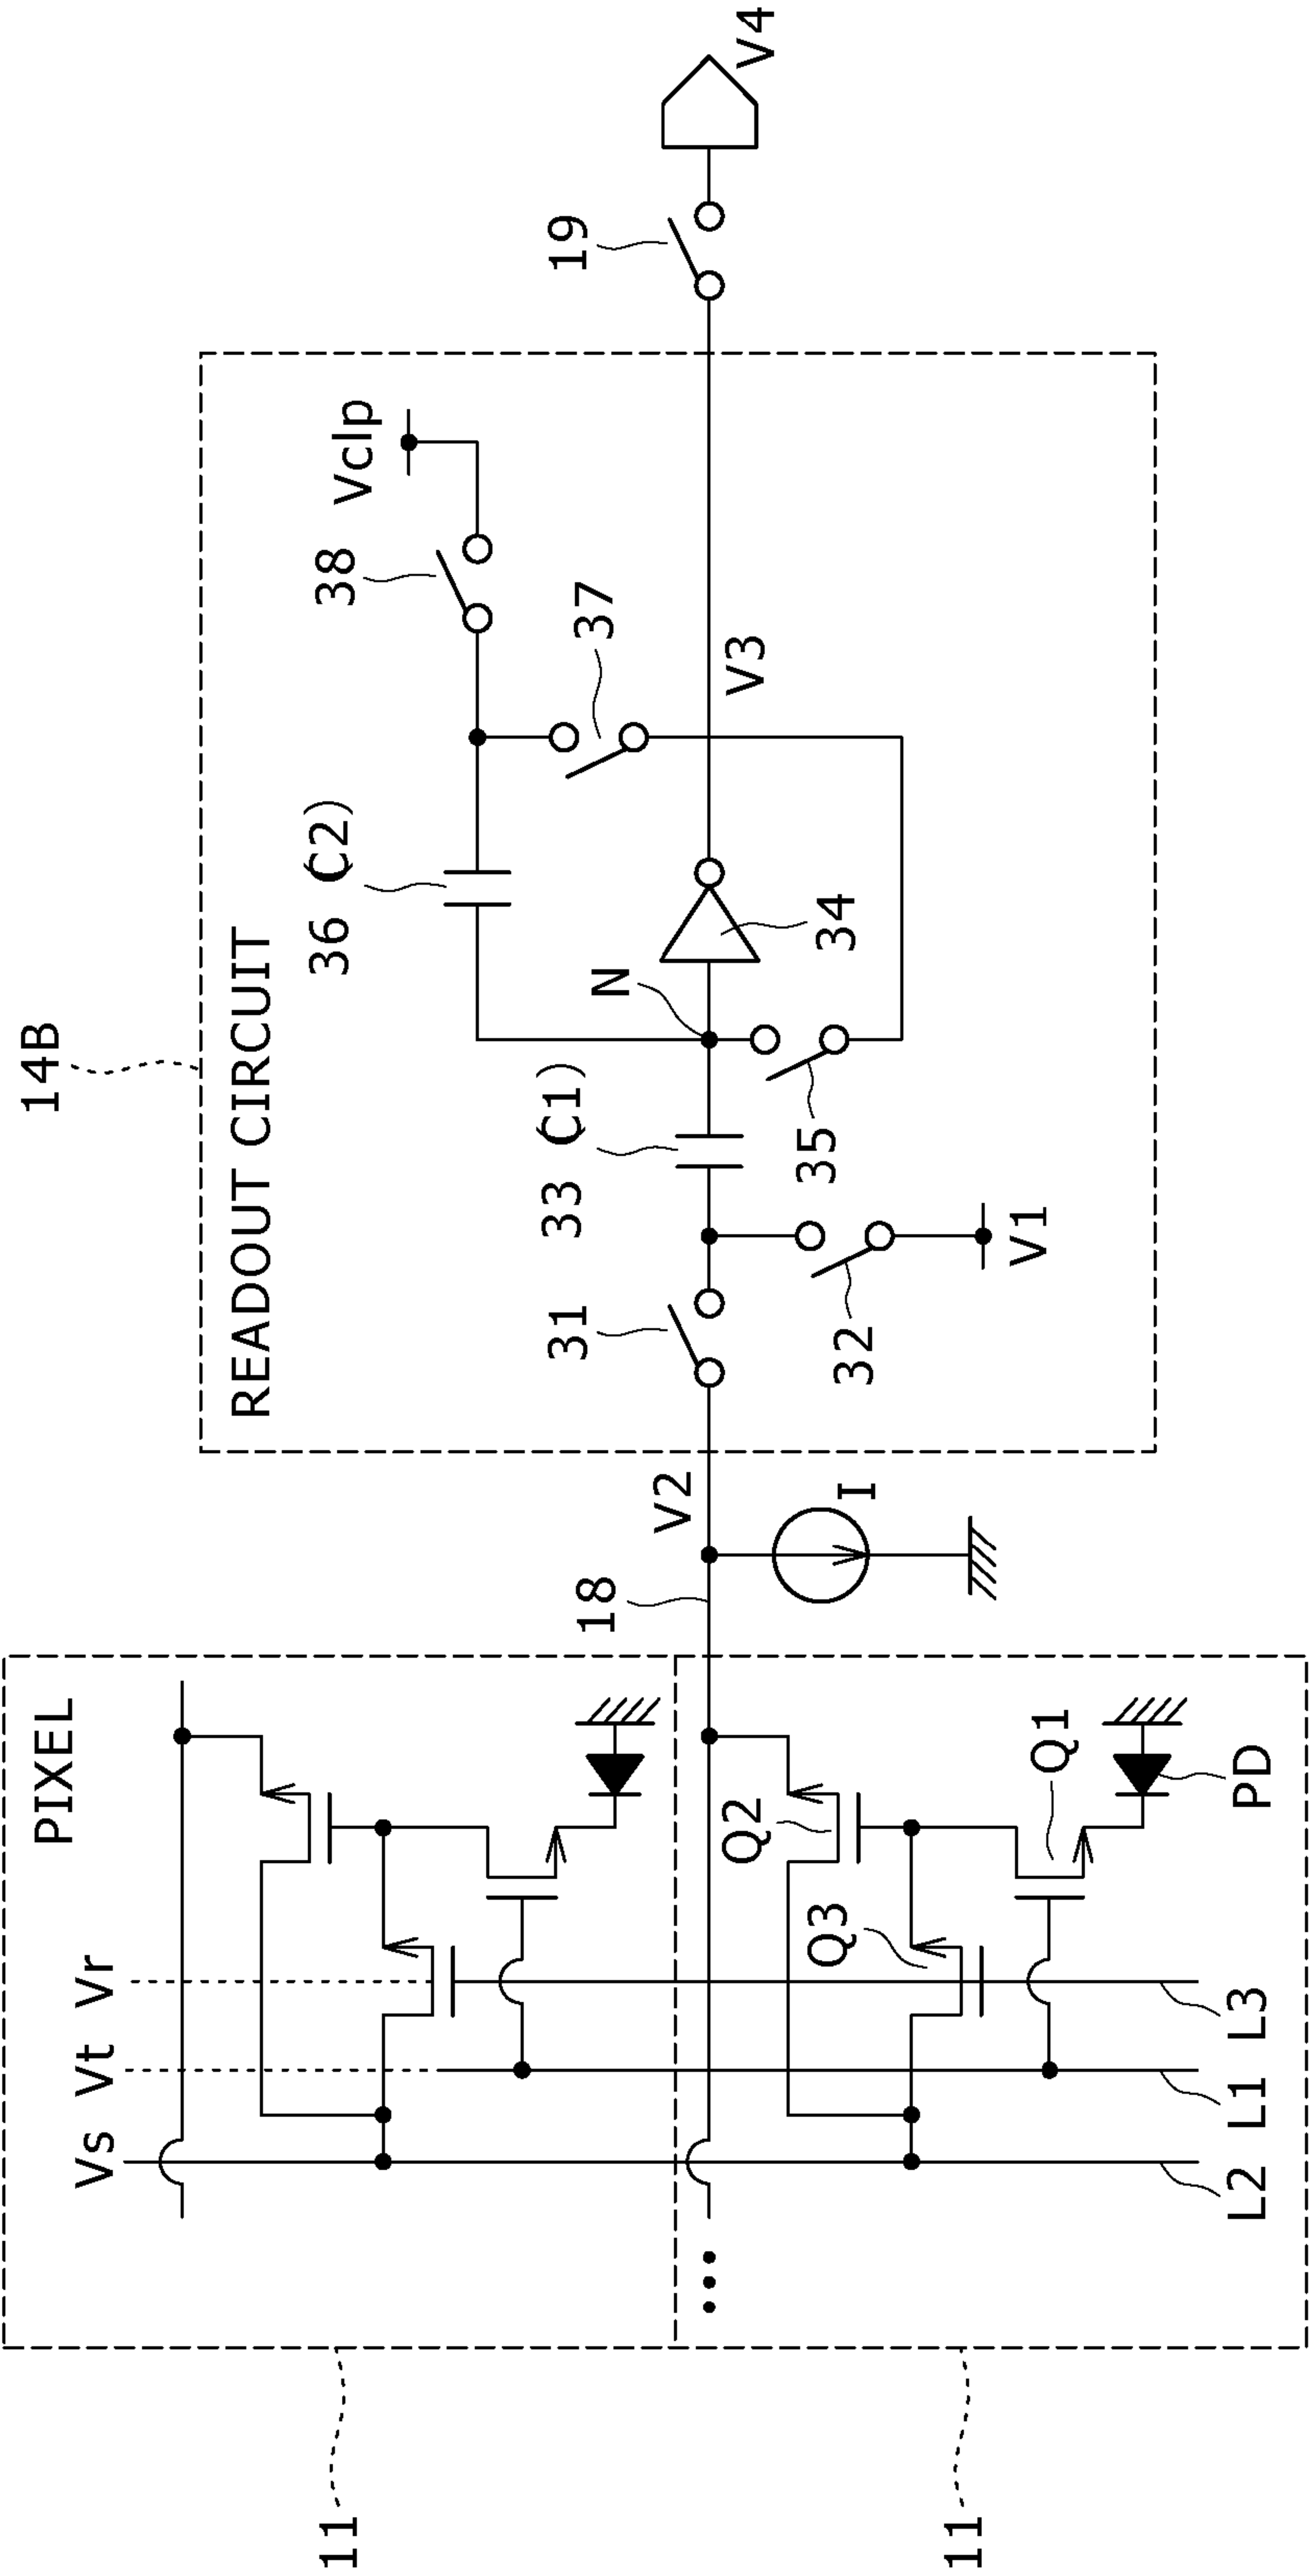 14B
READOUT CIRCUIT
PIXEL
Vs
Vt
Vr
11
11
18
V2
I
31
32
V1
33 (C1)
35
N
34
36 (C2)
37
38
Vclp
V3
19
V4
Q2
Q3
Q1
PD
L2
L1
L3